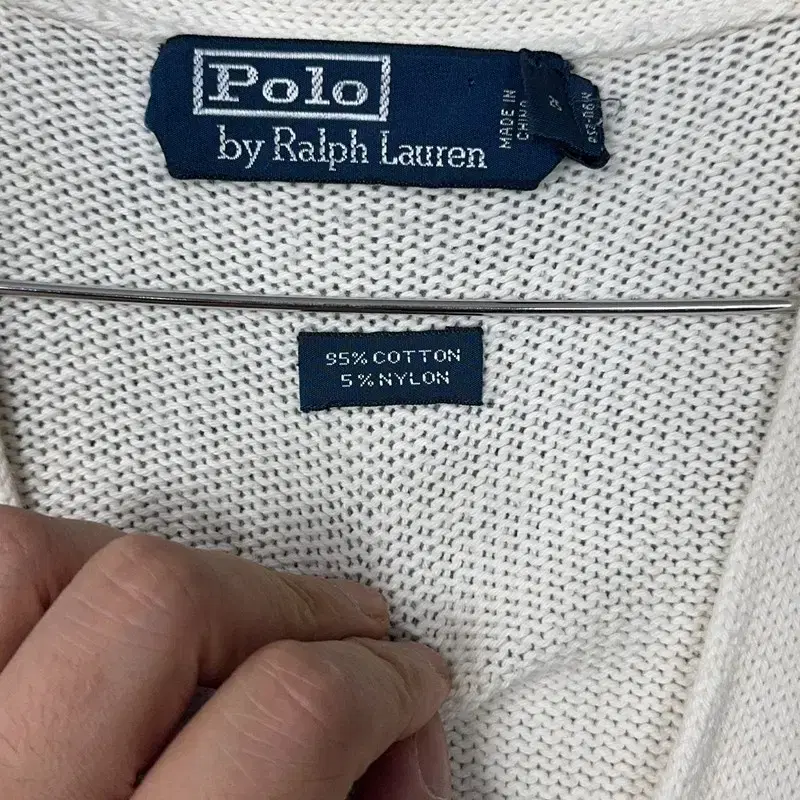 Polo
by Ralph Lauren
MADE IN
CHINA
95% COTTON
5% NYLON